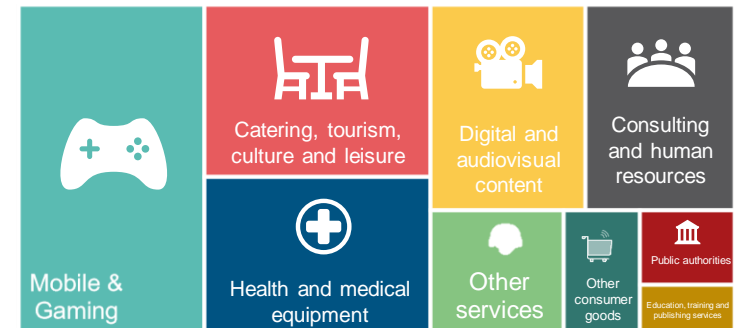 Mobile &
Gaming
Catering, tourism,
culture and leisure
Health and medical
equipment
Digital and
audiovisual
content
Consulting
and human
resources
Other
services
Other
consumer
goods
Public authorities
Education, training and
publishing services